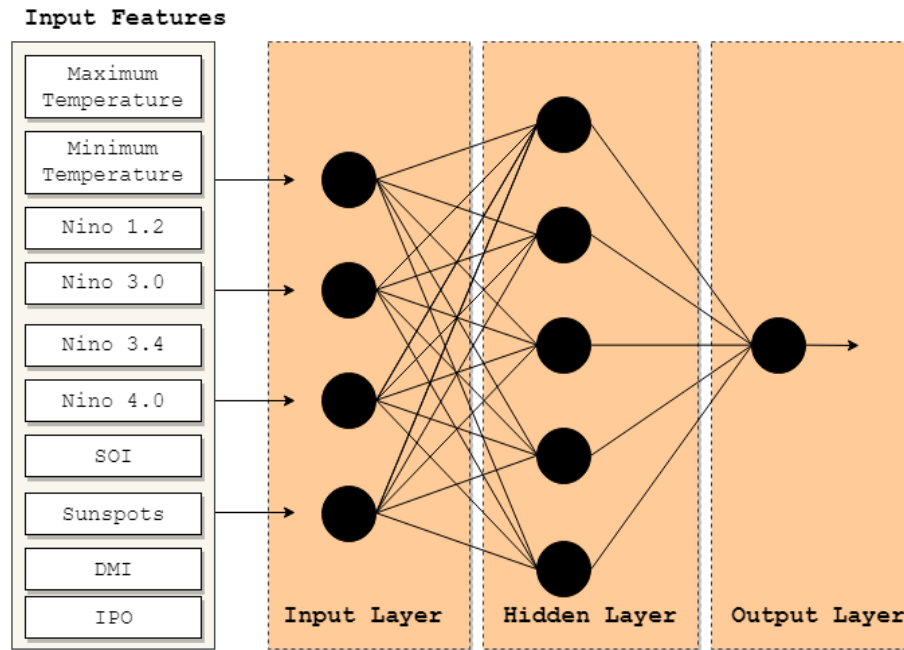 Input Features
Maximum
Temperature
Minimum
Temperature
Nino 1.2
Nino 3.0
Nino 3.4
Nino 4.0
SOI
Sunspots
DMI
IPO
Input Layer
Hidden Layer
Output Layer